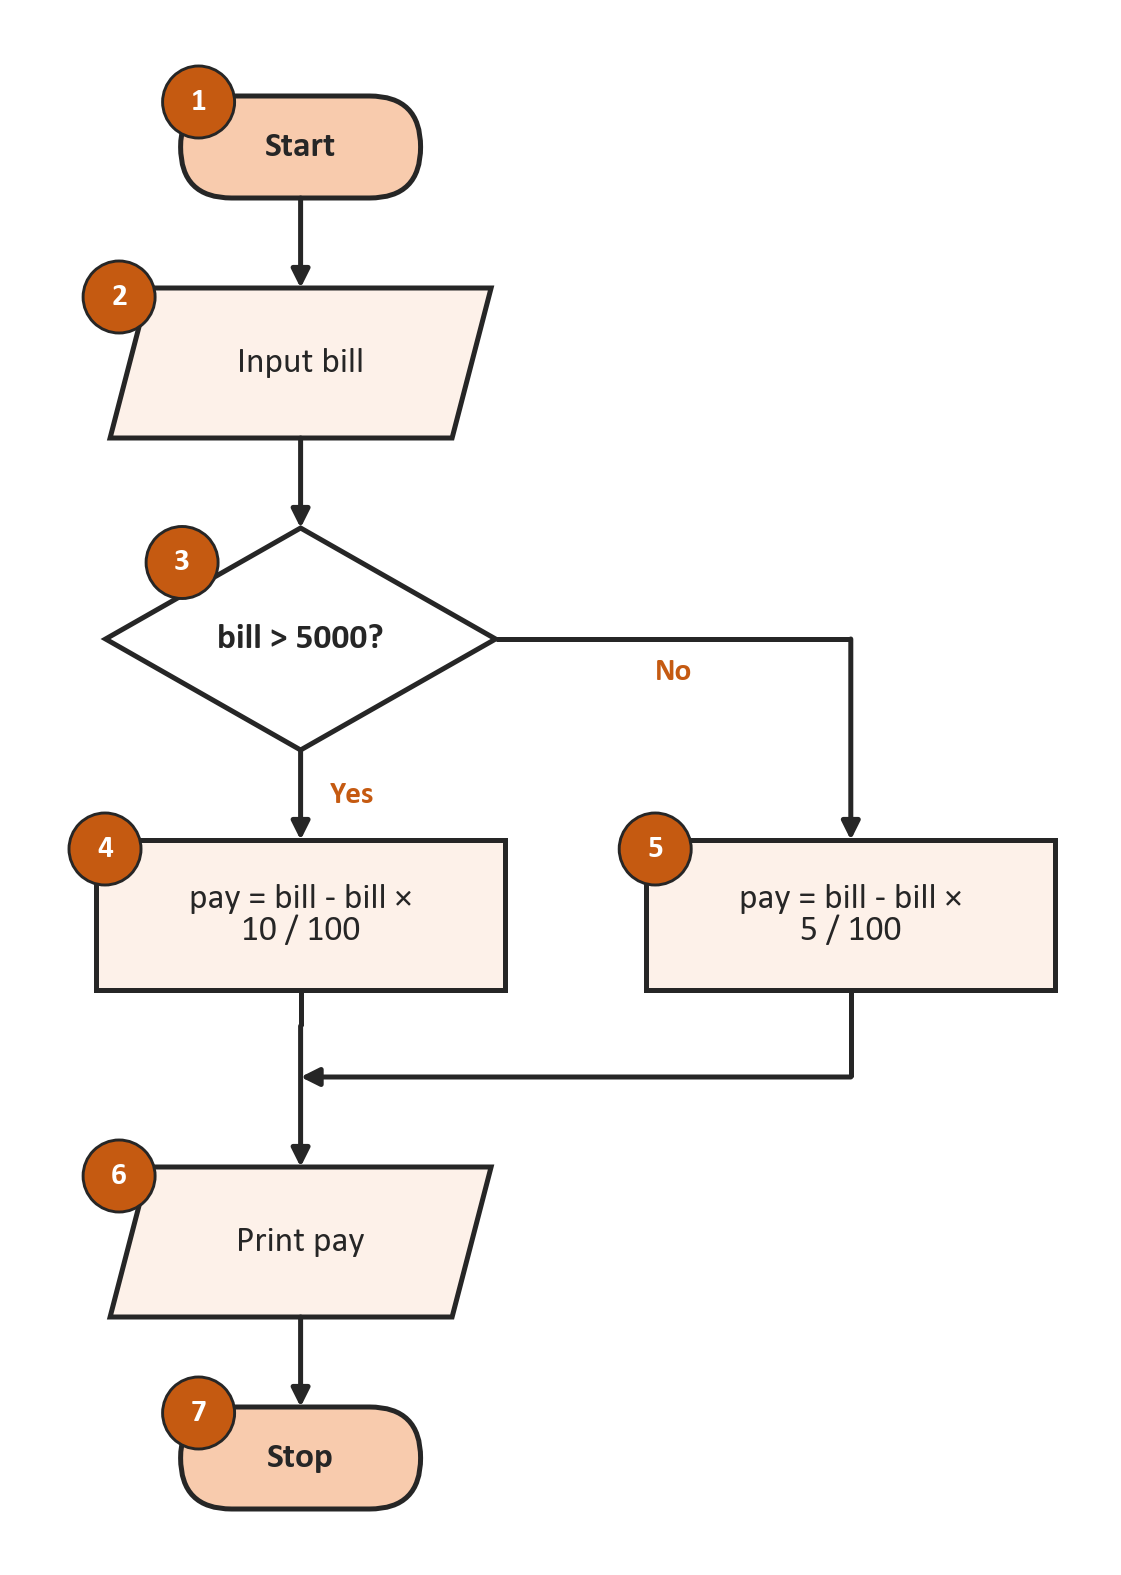 1
Start
2
Input bill
3
bill > 5000?
No
Yes
4
pay = bill - bill ×
10 / 100
5
pay = bill - bill ×
5 / 100
6
Print pay
7
Stop